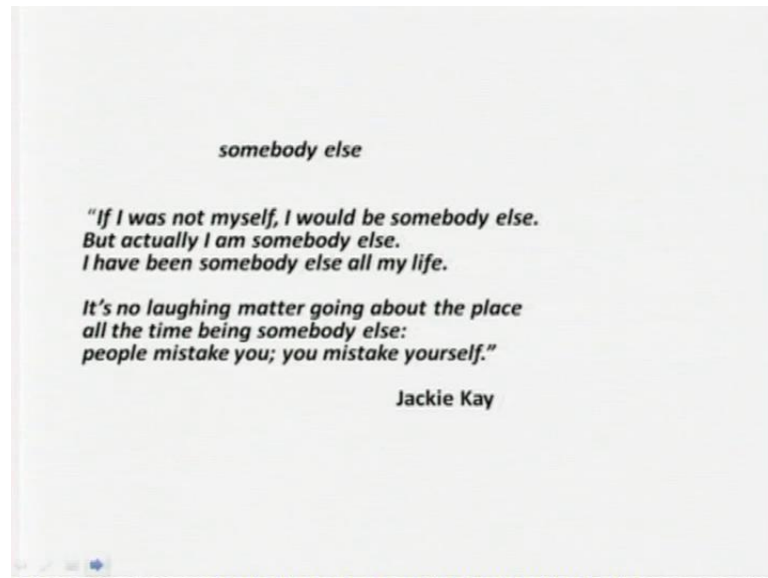 somebody else
“If I was not myself, I would be somebody else.
But actually I am somebody else.
I have been somebody else all my life.
It’s no laughing matter going about the place
all the time being somebody else:
people mistake you; you mistake yourself.”
Jackie Kay